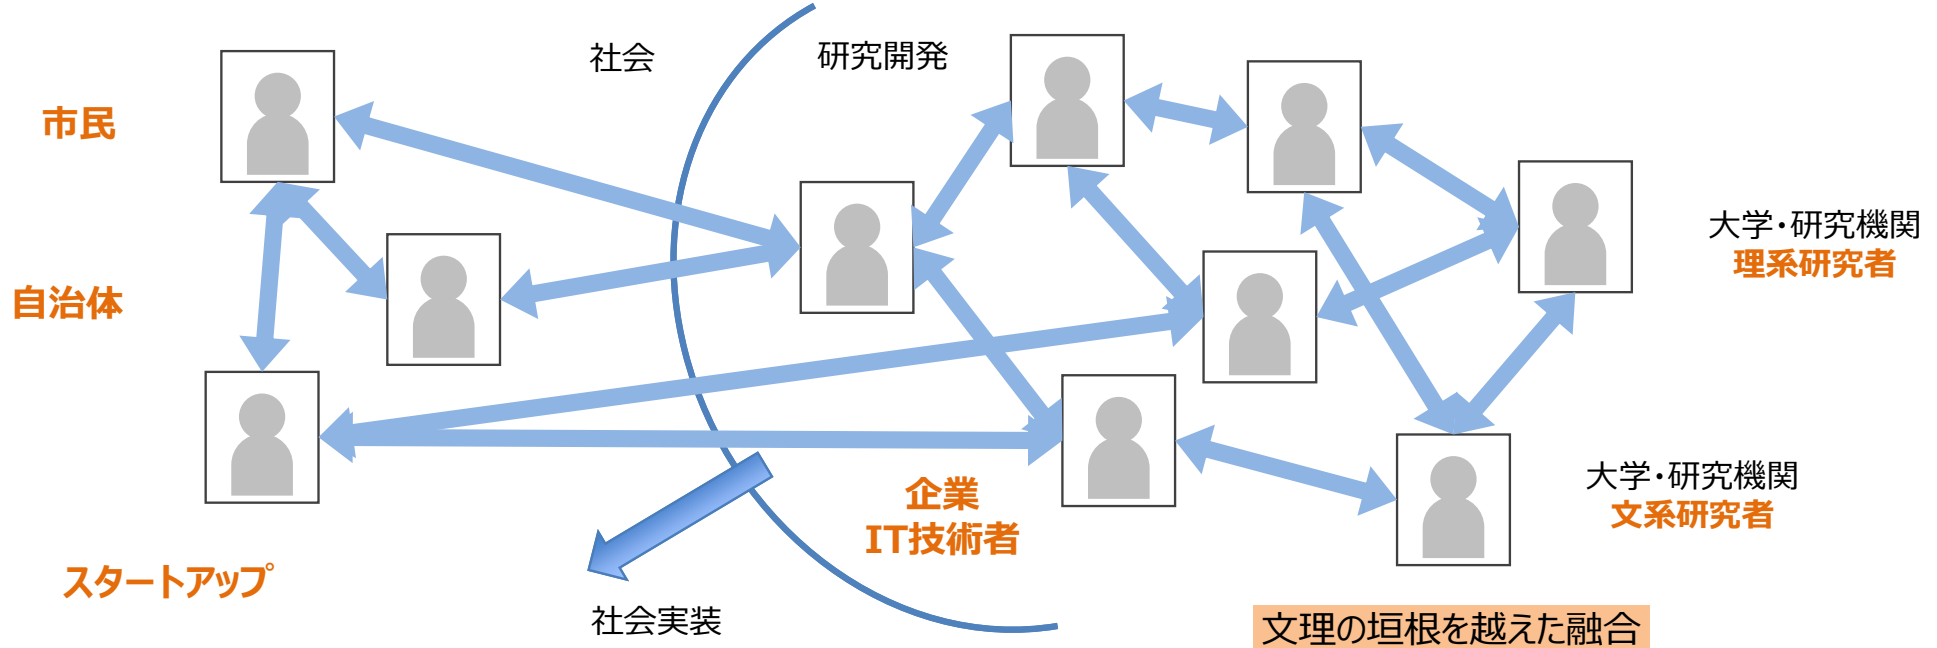 社会
研究開発
市民
自治体
スタートアップ
社会実装
企業
IT技術者
大学・研究機関
理系研究者
大学・研究機関
文系研究者
文理の垣根を越えた融合